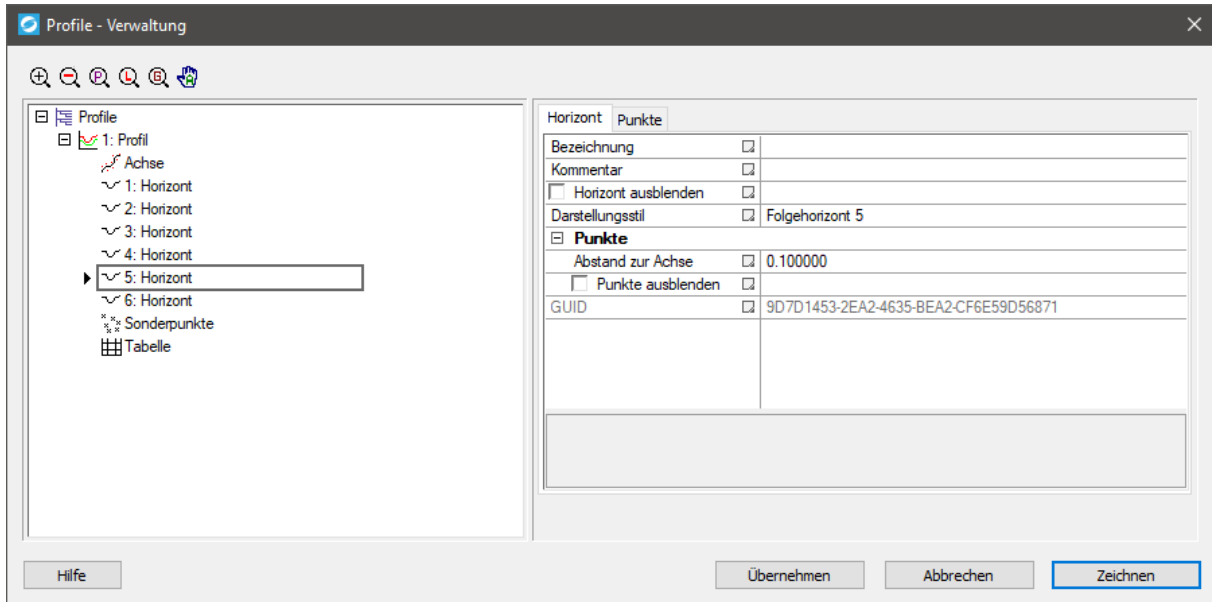 Profile - Verwaltung
P L G A
Profile
1: Profil
Achse
1: Horizont
2: Horizont
3: Horizont
4: Horizont
5: Horizont
6: Horizont
Sonderpunkte
Tabelle
Horizont Punkte
Bezeichnung
Kommentar
Horizont ausblenden
Darstellungsstil Folgehorizont 5
Punkte
Abstand zur Achse 0.100000
Punkte ausblenden
GUID 9D7D1453-2EA2-4635-BEA2-CF6E59D56871
Hilfe Übernehmen Abbrechen Zeichnen